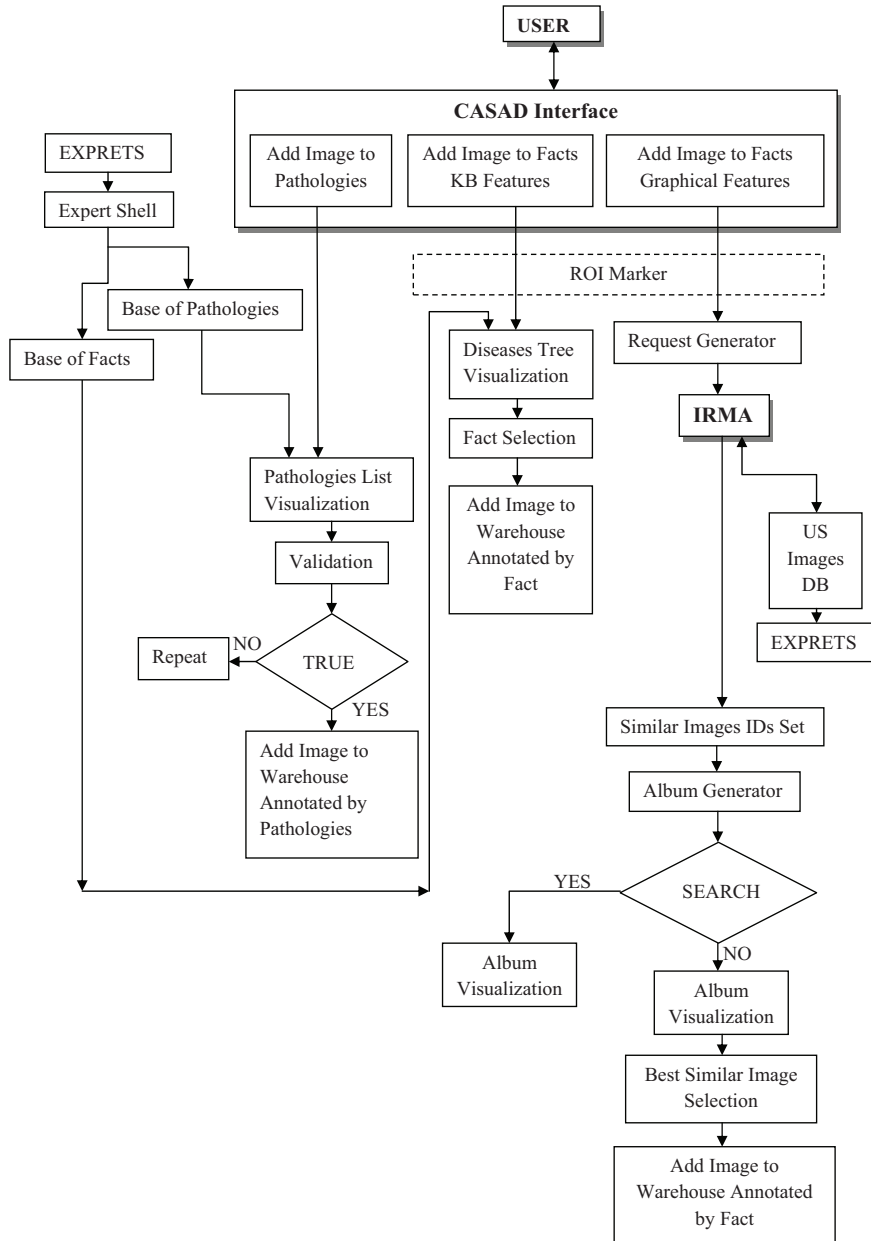 USER
CASAD Interface
EXPRETS
Add Image to
Pathologies
Add Image to Facts
KB Features
Add Image to Facts
Graphical Features
Expert Shell
ROI Marker
Base of Pathologies
Base of Facts
Diseases Tree
Visualization
Request Generator
IRMA
Fact Selection
Pathologies List
Visualization
Add Image to
Warehouse
Annotated by
Fact
US
Images
DB
Validation
EXPRETS
NO
Repeat
TRUE
YES
Similar Images IDs Set
Add Image to
Warehouse
Annotated by
Pathologies
Album Generator
YES
SEARCH
NO
Album
Visualization
Album
Visualization
Best Similar Image
Selection
Add Image to
Warehouse Annotated
by Fact